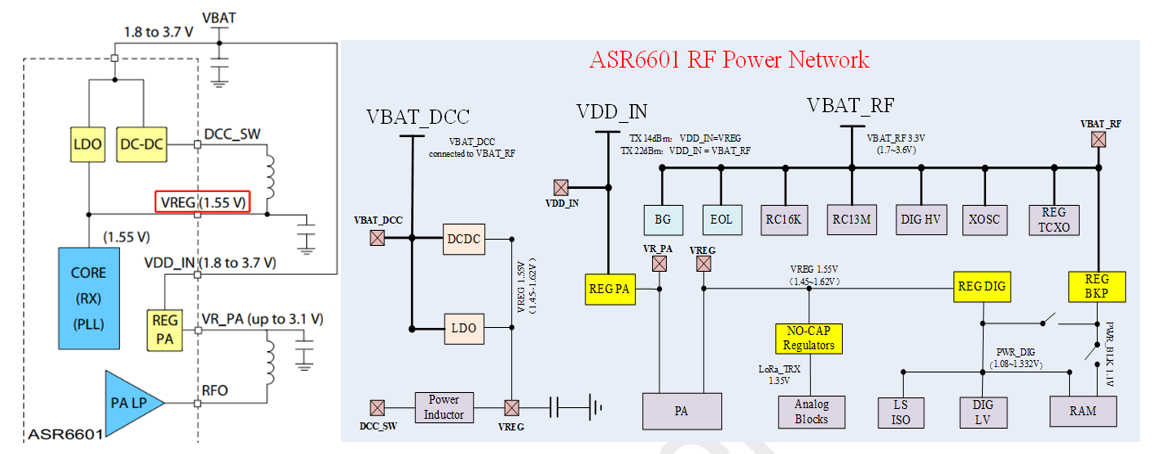 VBAT
1.8 to 3.7 V
LDO
DC-DC
DCC_SW
VREG (1.55 V)
(1.55 V)
CORE
(RX)
(PLL)
VDD_IN (1.8 to 3.7 V)
REG
PA
VR_PA (up to 3.1 V)
RFO
PA LP
ASR6601
ASR6601 RF Power Network
VBAT_DCC
VBAT_DCC
connected to VBAT_RF
VBAT_DCC
DCDC
LDO
VREG 1.55V
(1.45~1.62V)
DCC_SW
Power
Inductor
VREG
VDD_IN
TX 14dBm: VDD_IN=VREG
TX 22dBm: VDD_IN = VBAT_RF
VDD_IN
VBAT_RF
VBAT_RF 3.3V
(1.7~3.6V)
VBAT_RF
BG
EOL
RC16K
RC13M
DIG HV
XOSC
REG
TCXO
VR_PA
VREG
REG PA
VREG 1.55V
(1.45~1.62V)
REG DIG
REG
BKP
NO-CAP
Regulators
LoRa_TRX
1.35V
PWR_DIG
(1.08~1.332V)
PWR_BLK 1.1V
PA
Analog
Blocks
LS
ISO
DIG
LV
RAM